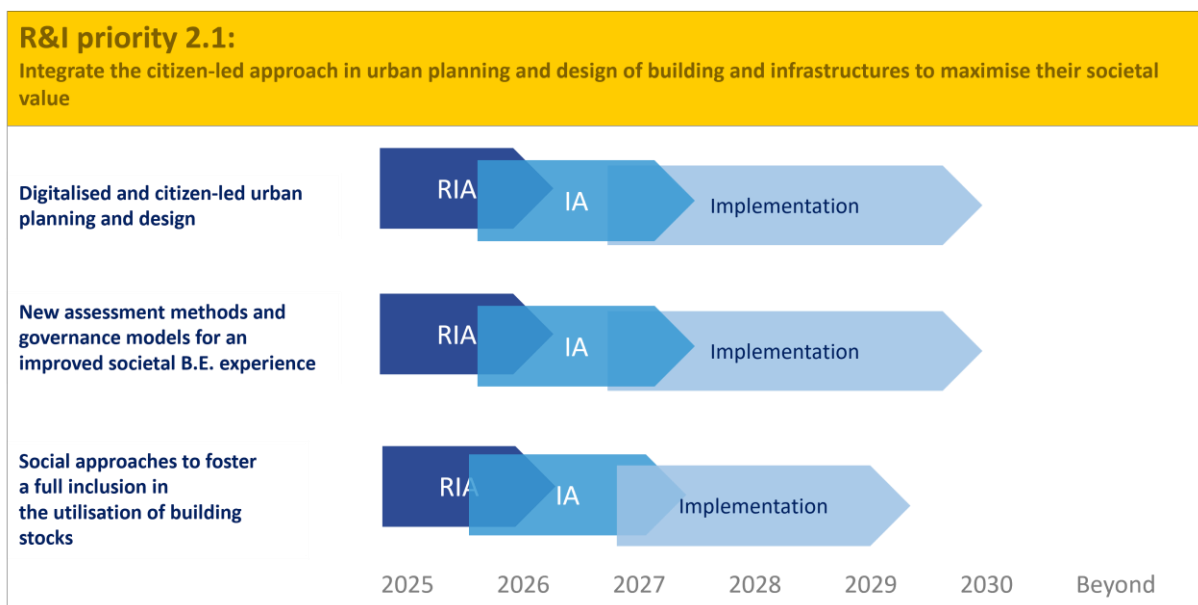 R&I priority 2.1:
Integrate the citizen-led approach in urban planning and design of building and infrastructures to maximise their societal
value
Digitalised and citizen-led urban
planning and design
RIA
IA
Implementation
New assessment methods and
governance models for an
improved societal B.E. experience
RIA
IA
Implementation
Social approaches to foster
a full inclusion in
the utilisation of building
stocks
RIA
IA
Implementation
2025 2026 2027 2028 2029 2030 Beyond